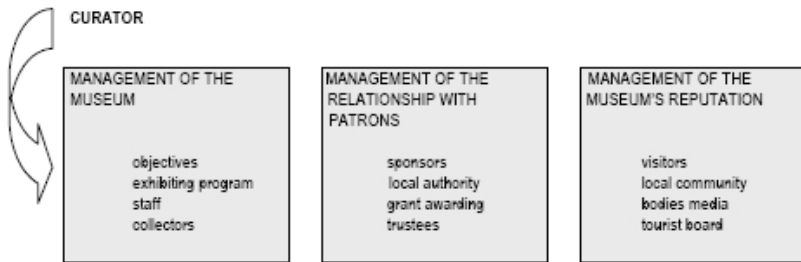 CURATOR
MANAGEMENT OF THE
MUSEUM
objectives
exhibiting program
staff
collectors
MANAGEMENT OF THE
RELATIONSHIP WITH
PATRONS
sponsors
local authority
grant awarding
trustees
MANAGEMENT OF THE
MUSEUM'S REPUTATION
visitors
local community
bodies media
tourist board